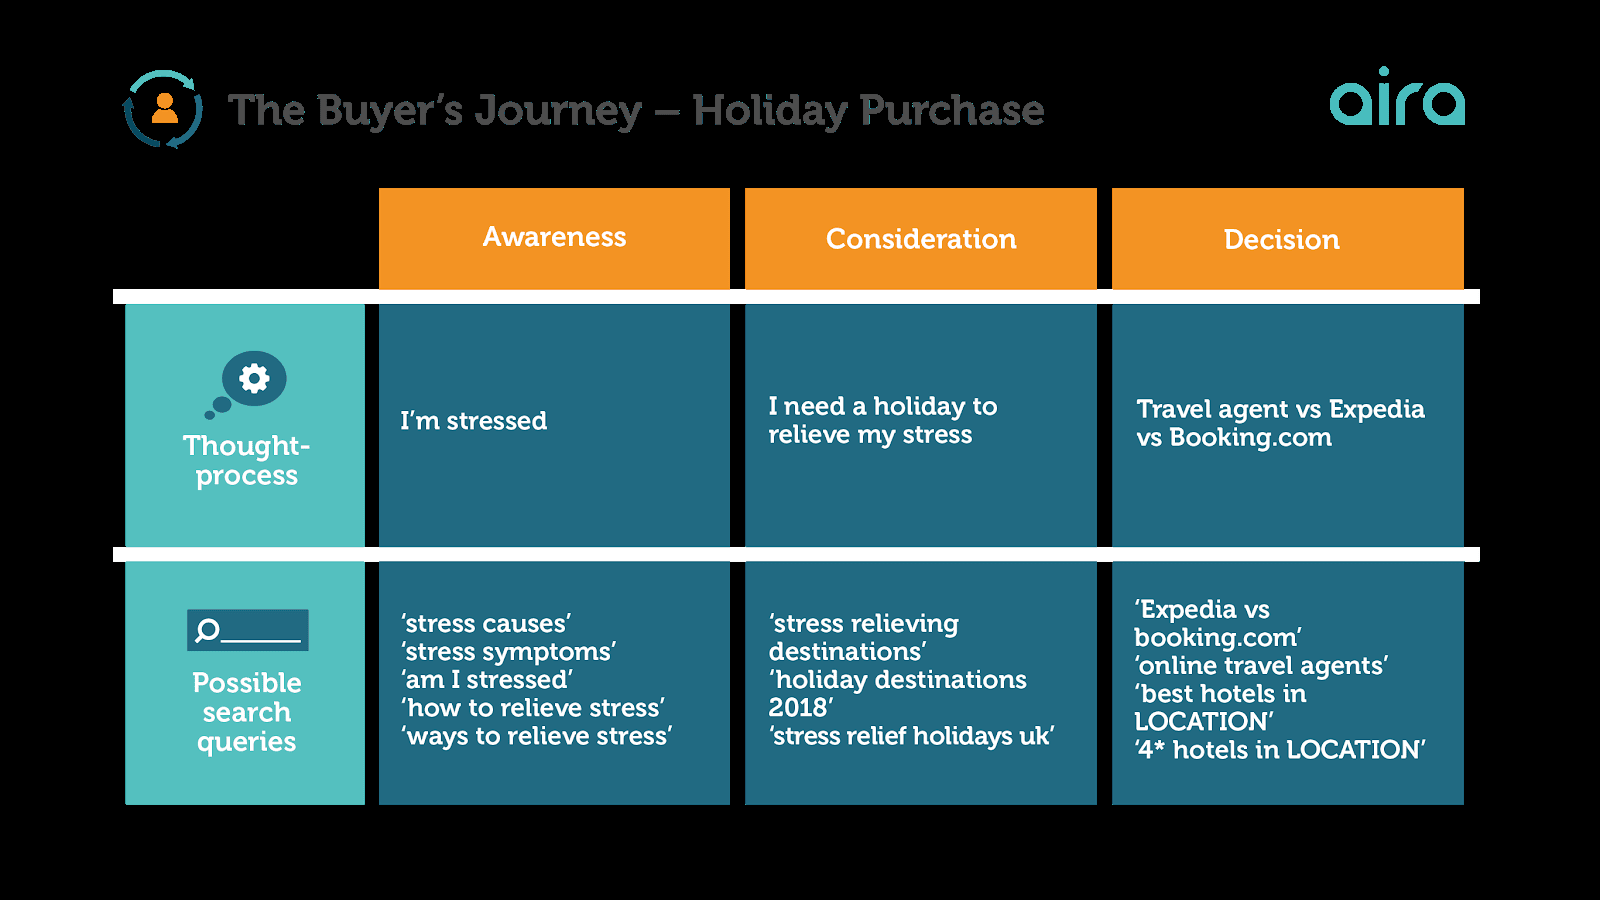 The Buyer’s Journey – Holiday Purchase
aira
Awareness
Consideration
Decision
Thought-
process
I’m stressed
I need a holiday to
relieve my stress
Travel agent vs Expedia
vs Booking.com
Possible
search
queries
‘stress causes’
‘stress symptoms’
‘am I stressed’
‘how to relieve stress’
‘ways to relieve stress’
‘stress relieving
destinations’
‘holiday destinations
2018’
‘stress relief holidays uk’
‘Expedia vs
booking.com’
‘online travel agents’
‘best hotels in
LOCATION’
‘4* hotels in LOCATION’